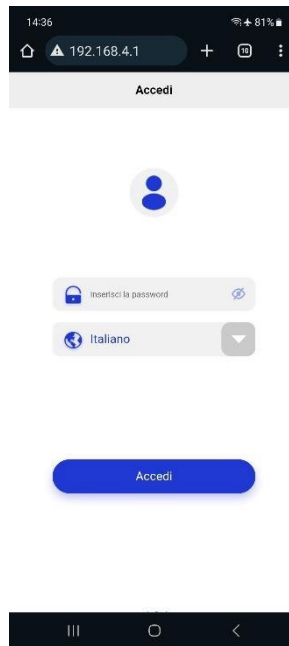 14:36
81%
192.168.4.1
10
Accedi
Inserisci la password
Italiano
Accedi